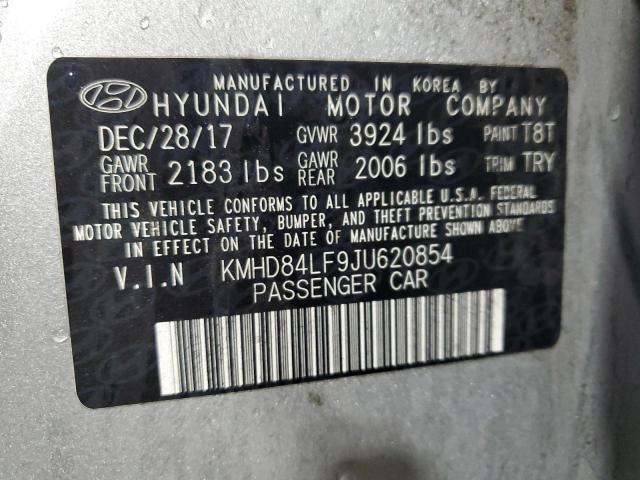 MANUFACTURED IN KOREA BY
HYUNDAI MOTOR COMPANY
DEC/28/17 GVWR 3924 lbs PAINT T8T
GAWR FRONT 2183 lbs GAWR REAR 2006 lbs TRIM TRY
THIS VEHICLE CONFORMS TO ALL APPLICABLE U.S.A. FEDERAL
MOTOR VEHICLE SAFETY, BUMPER, AND THEFT PREVENTION STANDARDS
IN EFFECT ON THE DATE OF MANUFACTURE SHOWN ABOVE.
V.I.N KMHD84LF9JU620854
PASSENGER CAR